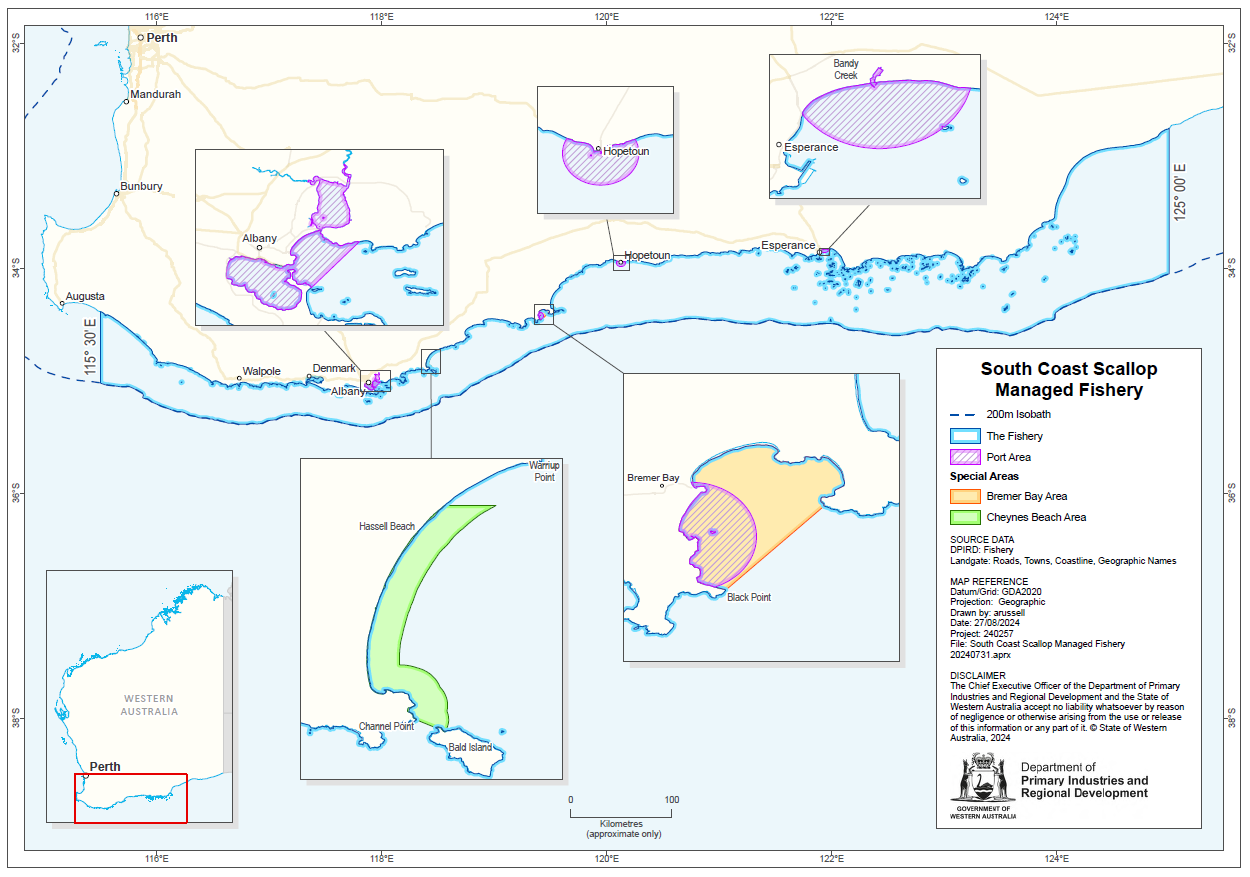 116°E
118°E
120°E
122°E
124°E
32°S
32°S
Perth
Mandurah
Bunbury
Augusta
Albany
Hopetoun
Bandy
Creek
Esperance
125° 00' E
Esperance
Hopetoun
34°S
34°S
115° 30' E
Walpole
Denmark
Albany
South Coast Scallop
Managed Fishery
200m Isobath
The Fishery
Port Area
Special Areas
Bremer Bay Area
Cheynes Beach Area
SOURCE DATA
DPIRD: Fishery
Landgate: Roads, Towns, Coastline, Geographic Names
MAP REFERENCE
Datum/Grid: GDA2020
Projection: Geographic
Drawn by: arussell
Date: 27/08/2024
Project: 240257
File: South Coast Scallop Managed Fishery
20240731.aprx
DISCLAIMER
The Chief Executive Officer of the Department of Primary
Industries and Regional Development and the State of
Western Australia accept no liability whatsoever by reason
of negligence or otherwise arising from the use or release
of this information or any part of it. © State of Western
Australia, 2024
GOVERNMENT OF
WESTERN AUSTRALIA
Department of
Primary Industries and
Regional Development
Warriup
Point
Hassell Beach
Channel Point
Bald Island
Bremer Bay
Black Point
36°S
36°S
WESTERN
AUSTRALIA
Perth
38°S
38°S
0
100
Kilometres
(approximate only)
116°E
118°E
120°E
122°E
124°E